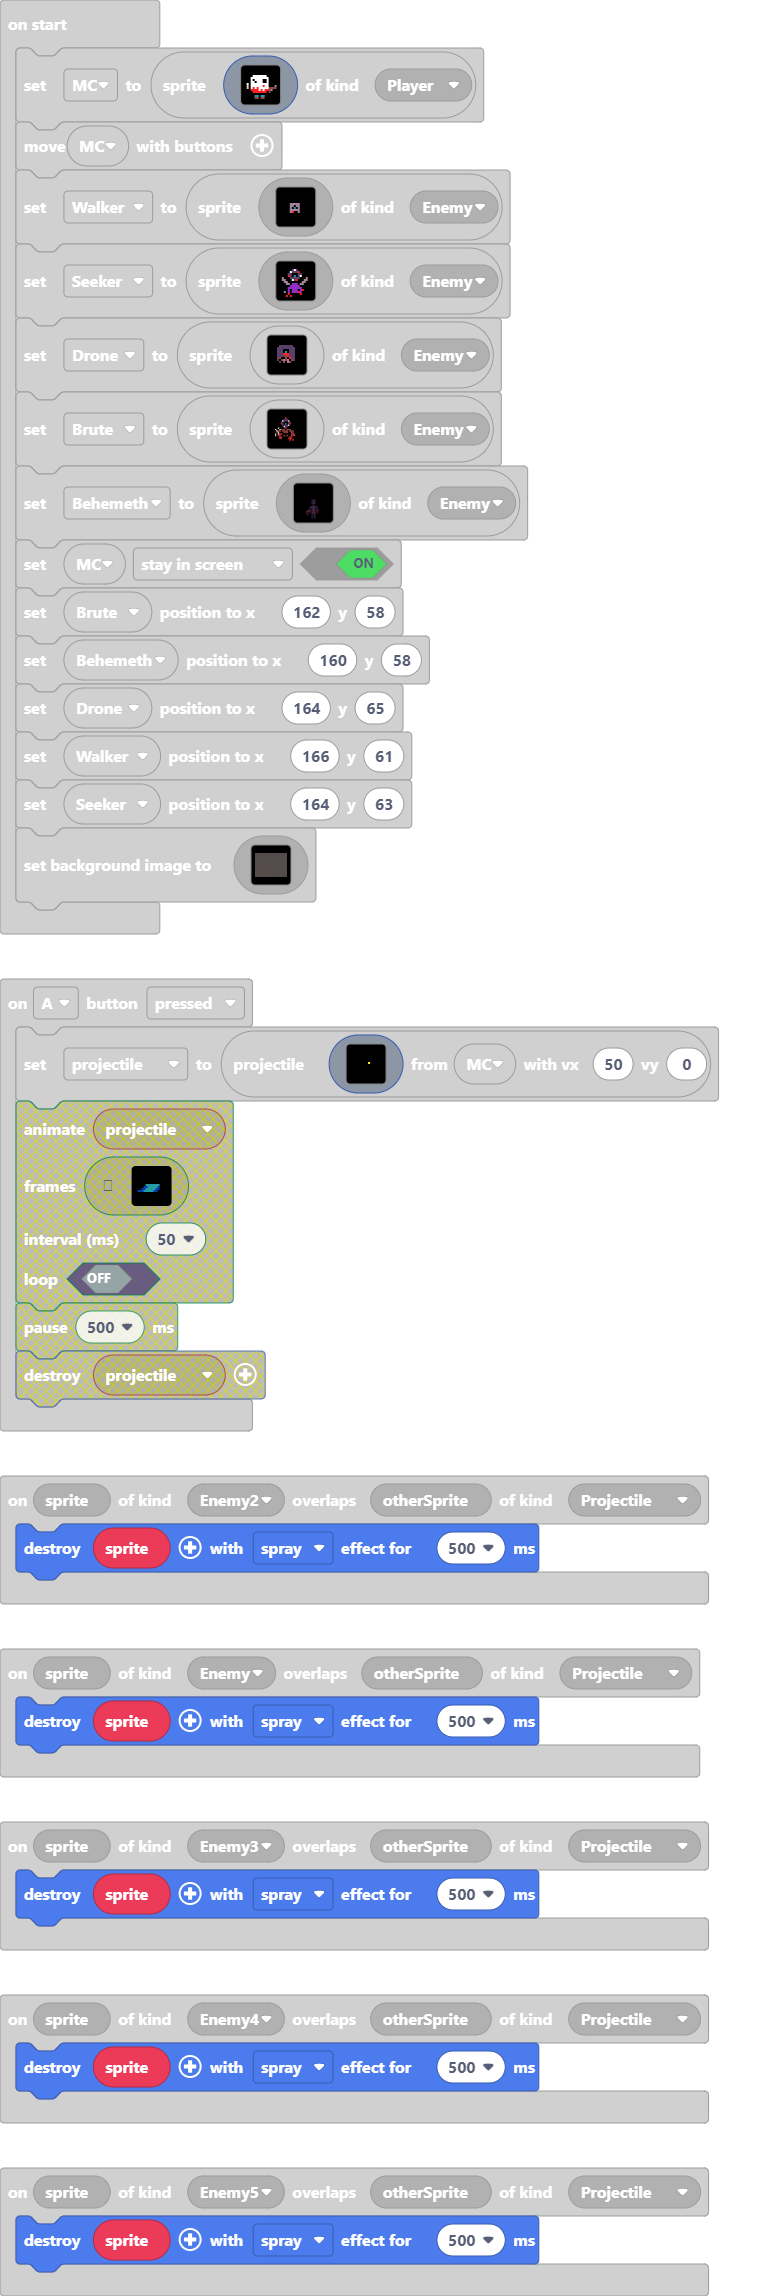 on start
set MC to sprite of kind Player
move MC with buttons
set Walker to sprite of kind Enemy
set Seeker to sprite of kind Enemy
set Drone to sprite of kind Enemy
set Brute to sprite of kind Enemy
set Behemeth to sprite of kind Enemy
set MC stay in screen ON
set Brute position to x 162 y 58
set Behemeth position to x 160 y 58
set Drone position to x 164 y 65
set Walker position to x 166 y 61
set Seeker position to x 164 y 63
set background image to
on A button pressed
set projectile to projectile from MC with vx 50 vy 0
animate projectile
frames
interval (ms) 50
loop OFF
pause 500 ms
destroy projectile
on sprite of kind Enemy2 overlaps otherSprite of kind Projectile
destroy sprite with spray effect for 500 ms
on sprite of kind Enemy overlaps otherSprite of kind Projectile
destroy sprite with spray effect for 500 ms
on sprite of kind Enemy3 overlaps otherSprite of kind Projectile
destroy sprite with spray effect for 500 ms
on sprite of kind Enemy4 overlaps otherSprite of kind Projectile
destroy sprite with spray effect for 500 ms
on sprite of kind Enemy5 overlaps otherSprite of kind Projectile
destroy sprite with spray effect for 500 ms